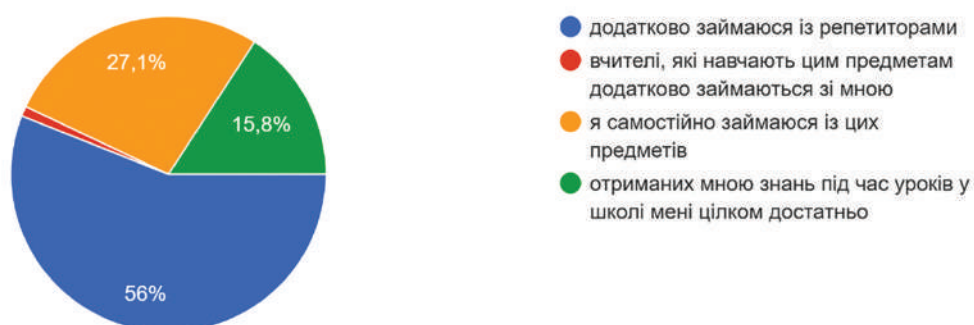 27,1%
15,8%
56%
додатково займаюся із репетиторами
вчителі, які навчають цим предметам
додатково займаються зі мною
я самостійно займаюся із цих
предметів
отриманих мною знань під час уроків у
школі мені цілком достатньо